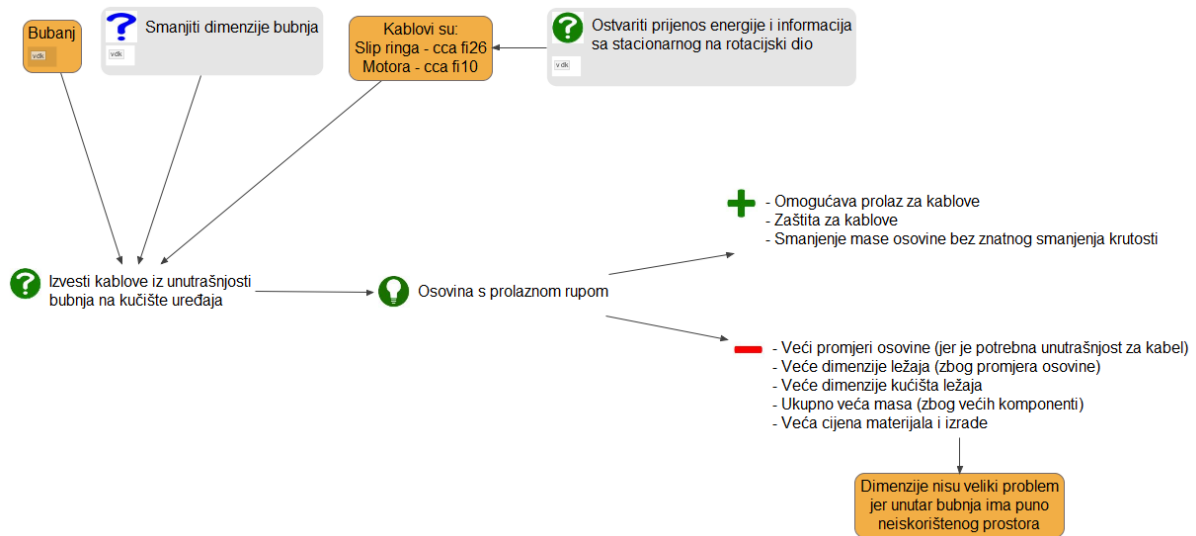 Bubanj
vdk
Smanjiti dimenzije bubnja
vdk
Kablovi su:
Slip ringa - cca fi26
Motora - cca fi10
Ostvariti prijenos energije i informacija
sa stacionarnog na rotacijski dio
vdk
- Omogućava prolaz za kablove
- Zaštita za kablove
- Smanjenje mase osovine bez znatnog smanjenja krutosti
Izvesti kablove iz unutrašnjosti
bubnja na kučište uređaja
Osovina s prolaznom rupom
- Veći promjeri osovine (jer je potrebna unutrašnjost za kabel)
- Veće dimenzije ležaja (zbog promjera osovine)
- Veće dimenzije kućišta ležaja
- Ukupno veća masa (zbog većih komponenti)
- Veća cijena materijala i izrade
Dimenzije nisu veliki problem
jer unutar bubnja ima puno
neiskorištenog prostora